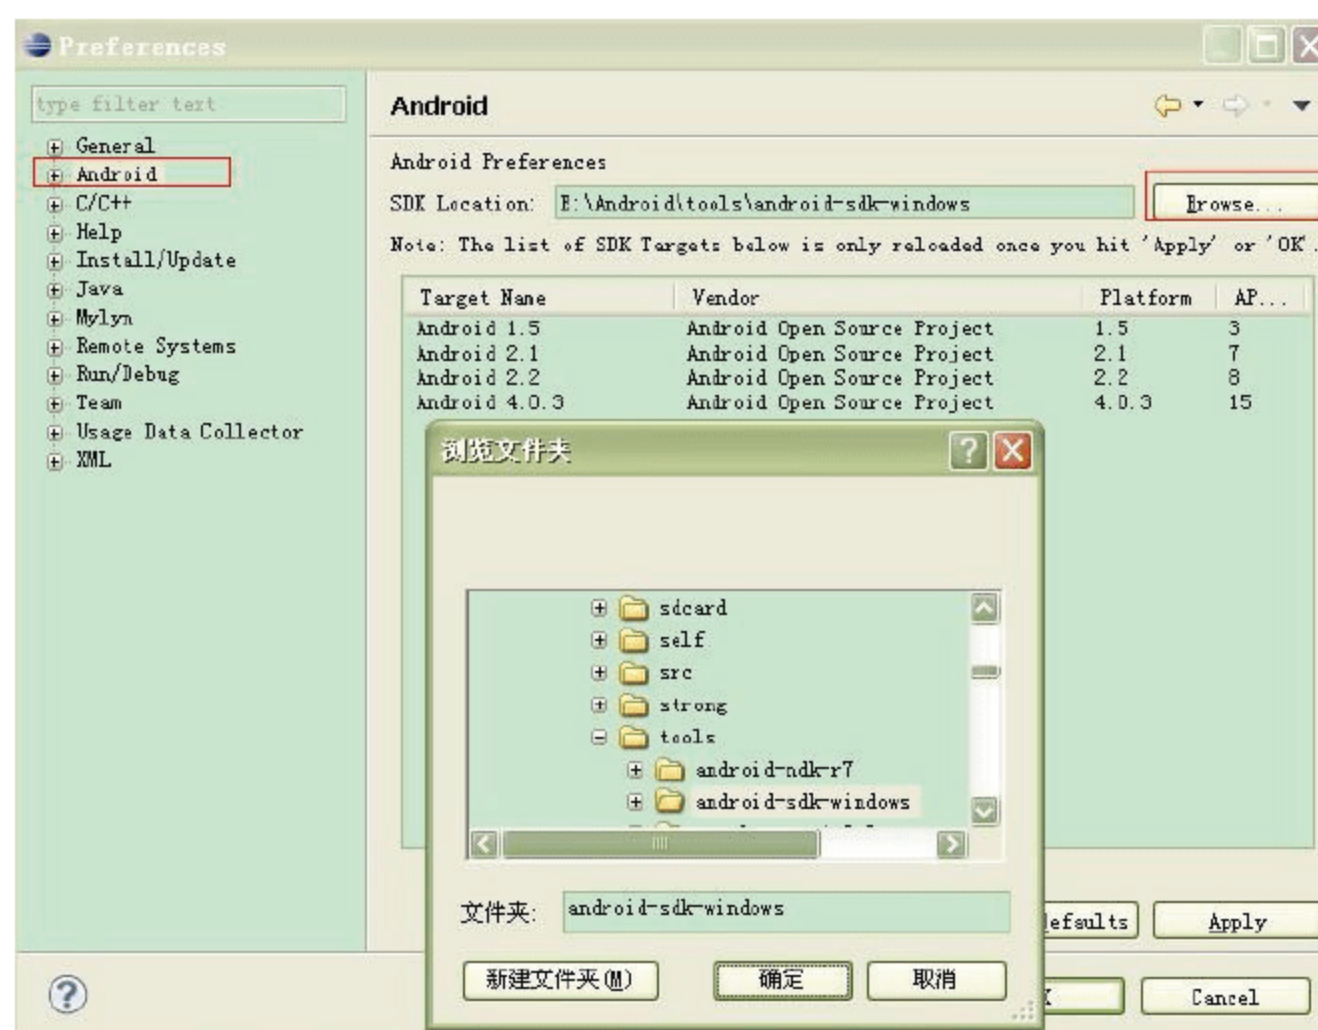 Preferences
type filter text
General
Android
C/C++
Help
Install/Update
Java
Mylyn
Remote Systems
Run/Debug
Team
Usage Data Collector
XML
Android
Android Preferences
SDK Location: E:\Android\tools\android-sdk-windows Browse...
Note: The list of SDK Targets below is only reloaded once you hit 'Apply' or 'OK'.
Target Name Vendor Platform AP...
Android 1.5 Android Open Source Project 1.5 3
Android 2.1 Android Open Source Project 2.1 7
Android 2.2 Android Open Source Project 2.2 8
Android 4.0.3 Android Open Source Project 4.0.3 15
浏览文件夹
sdcard
self
src
strong
tools
android-ndk-r7
android-sdk-windows
文件夹: android-sdk-windows
新建文件夹(M) 确定 取消
efaults Apply
Cancel